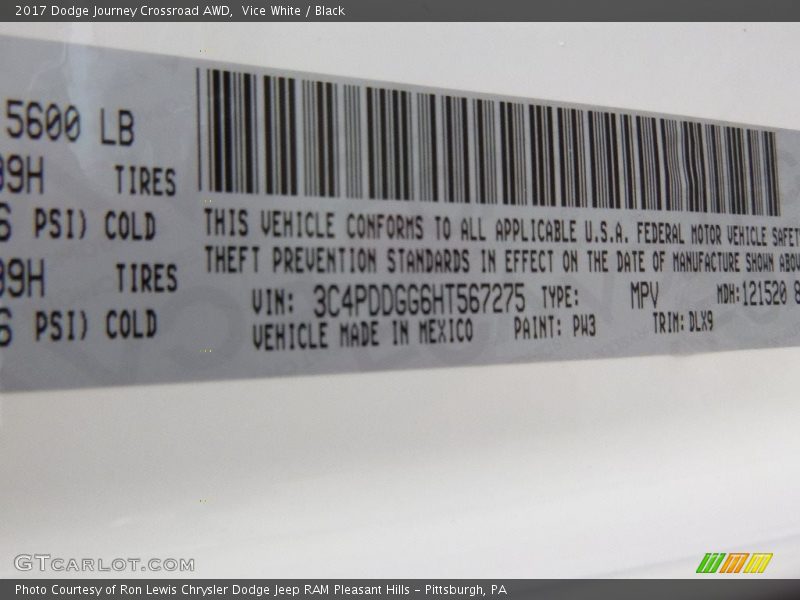 2017 Dodge Journey Crossroad AWD, Vice White / Black
5600 LB
99H TIRES
6 PSI) COLD
99H TIRES
6 PSI) COLD
THIS VEHICLE CONFORMS TO ALL APPLICABLE U.S.A. FEDERAL MOTOR VEHICLE SAFET
THEFT PREVENTION STANDARDS IN EFFECT ON THE DATE OF MANUFACTURE SHOWN ABOV
VIN: 3C4PDDGG6HT567275 TYPE: MPV MDH: 121520 8
VEHICLE MADE IN MEXICO PAINT: PW3 TRIM: DLX9
GTCARLOT.COM
Photo Courtesy of Ron Lewis Chrysler Dodge Jeep RAM Pleasant Hills - Pittsburgh, PA